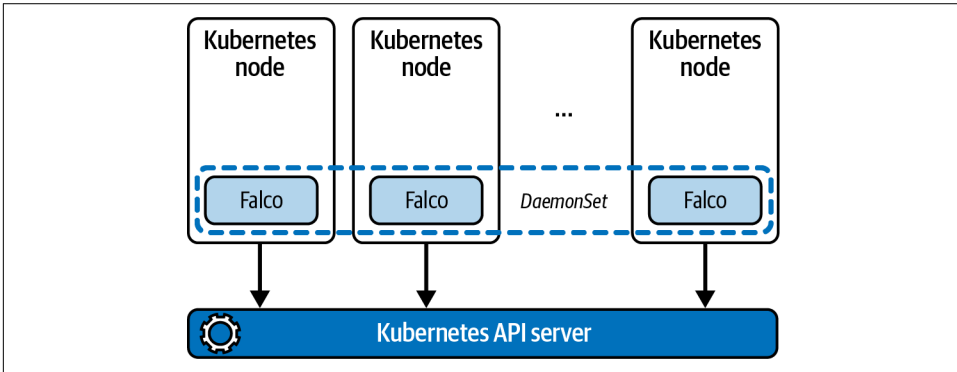 Kubernetes
node
Kubernetes
node
Kubernetes
node
...
Falco
Falco
DaemonSet
Falco
Kubernetes API server